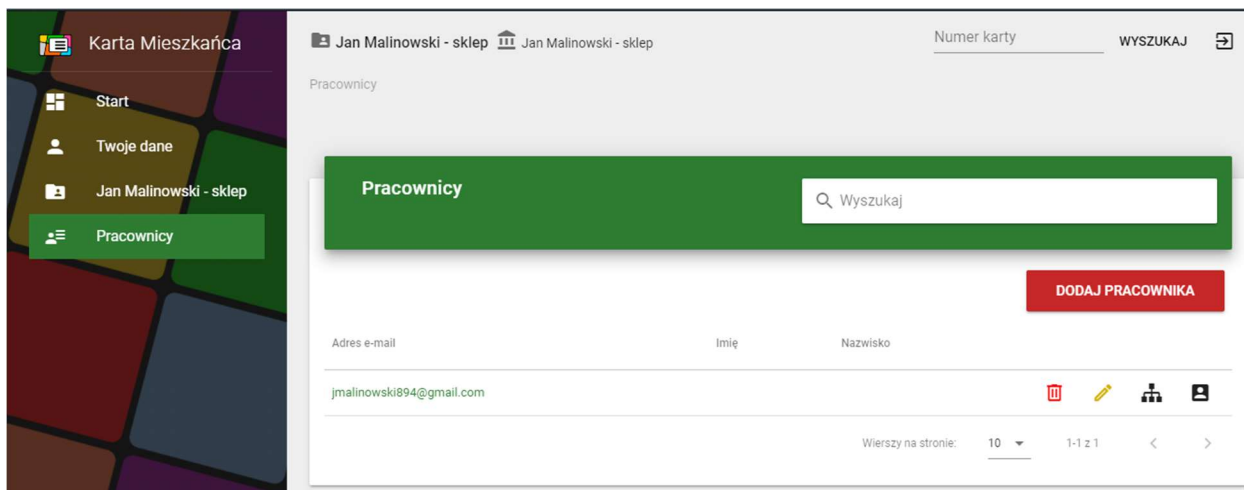 Karta Mieszkańca
Start
Twoje dane
Jan Malinowski - sklep
Pracownicy
Jan Malinowski - sklep Jan Malinowski - sklep
Numer karty WYSZUKAJ
Pracownicy
Pracownicy
Wyszukaj
DODAJ PRACOWNIKA
Adres e-mail Imię Nazwisko
jmalinowski894@gmail.com
Wierszy na stronie: 10 1-1 z 1